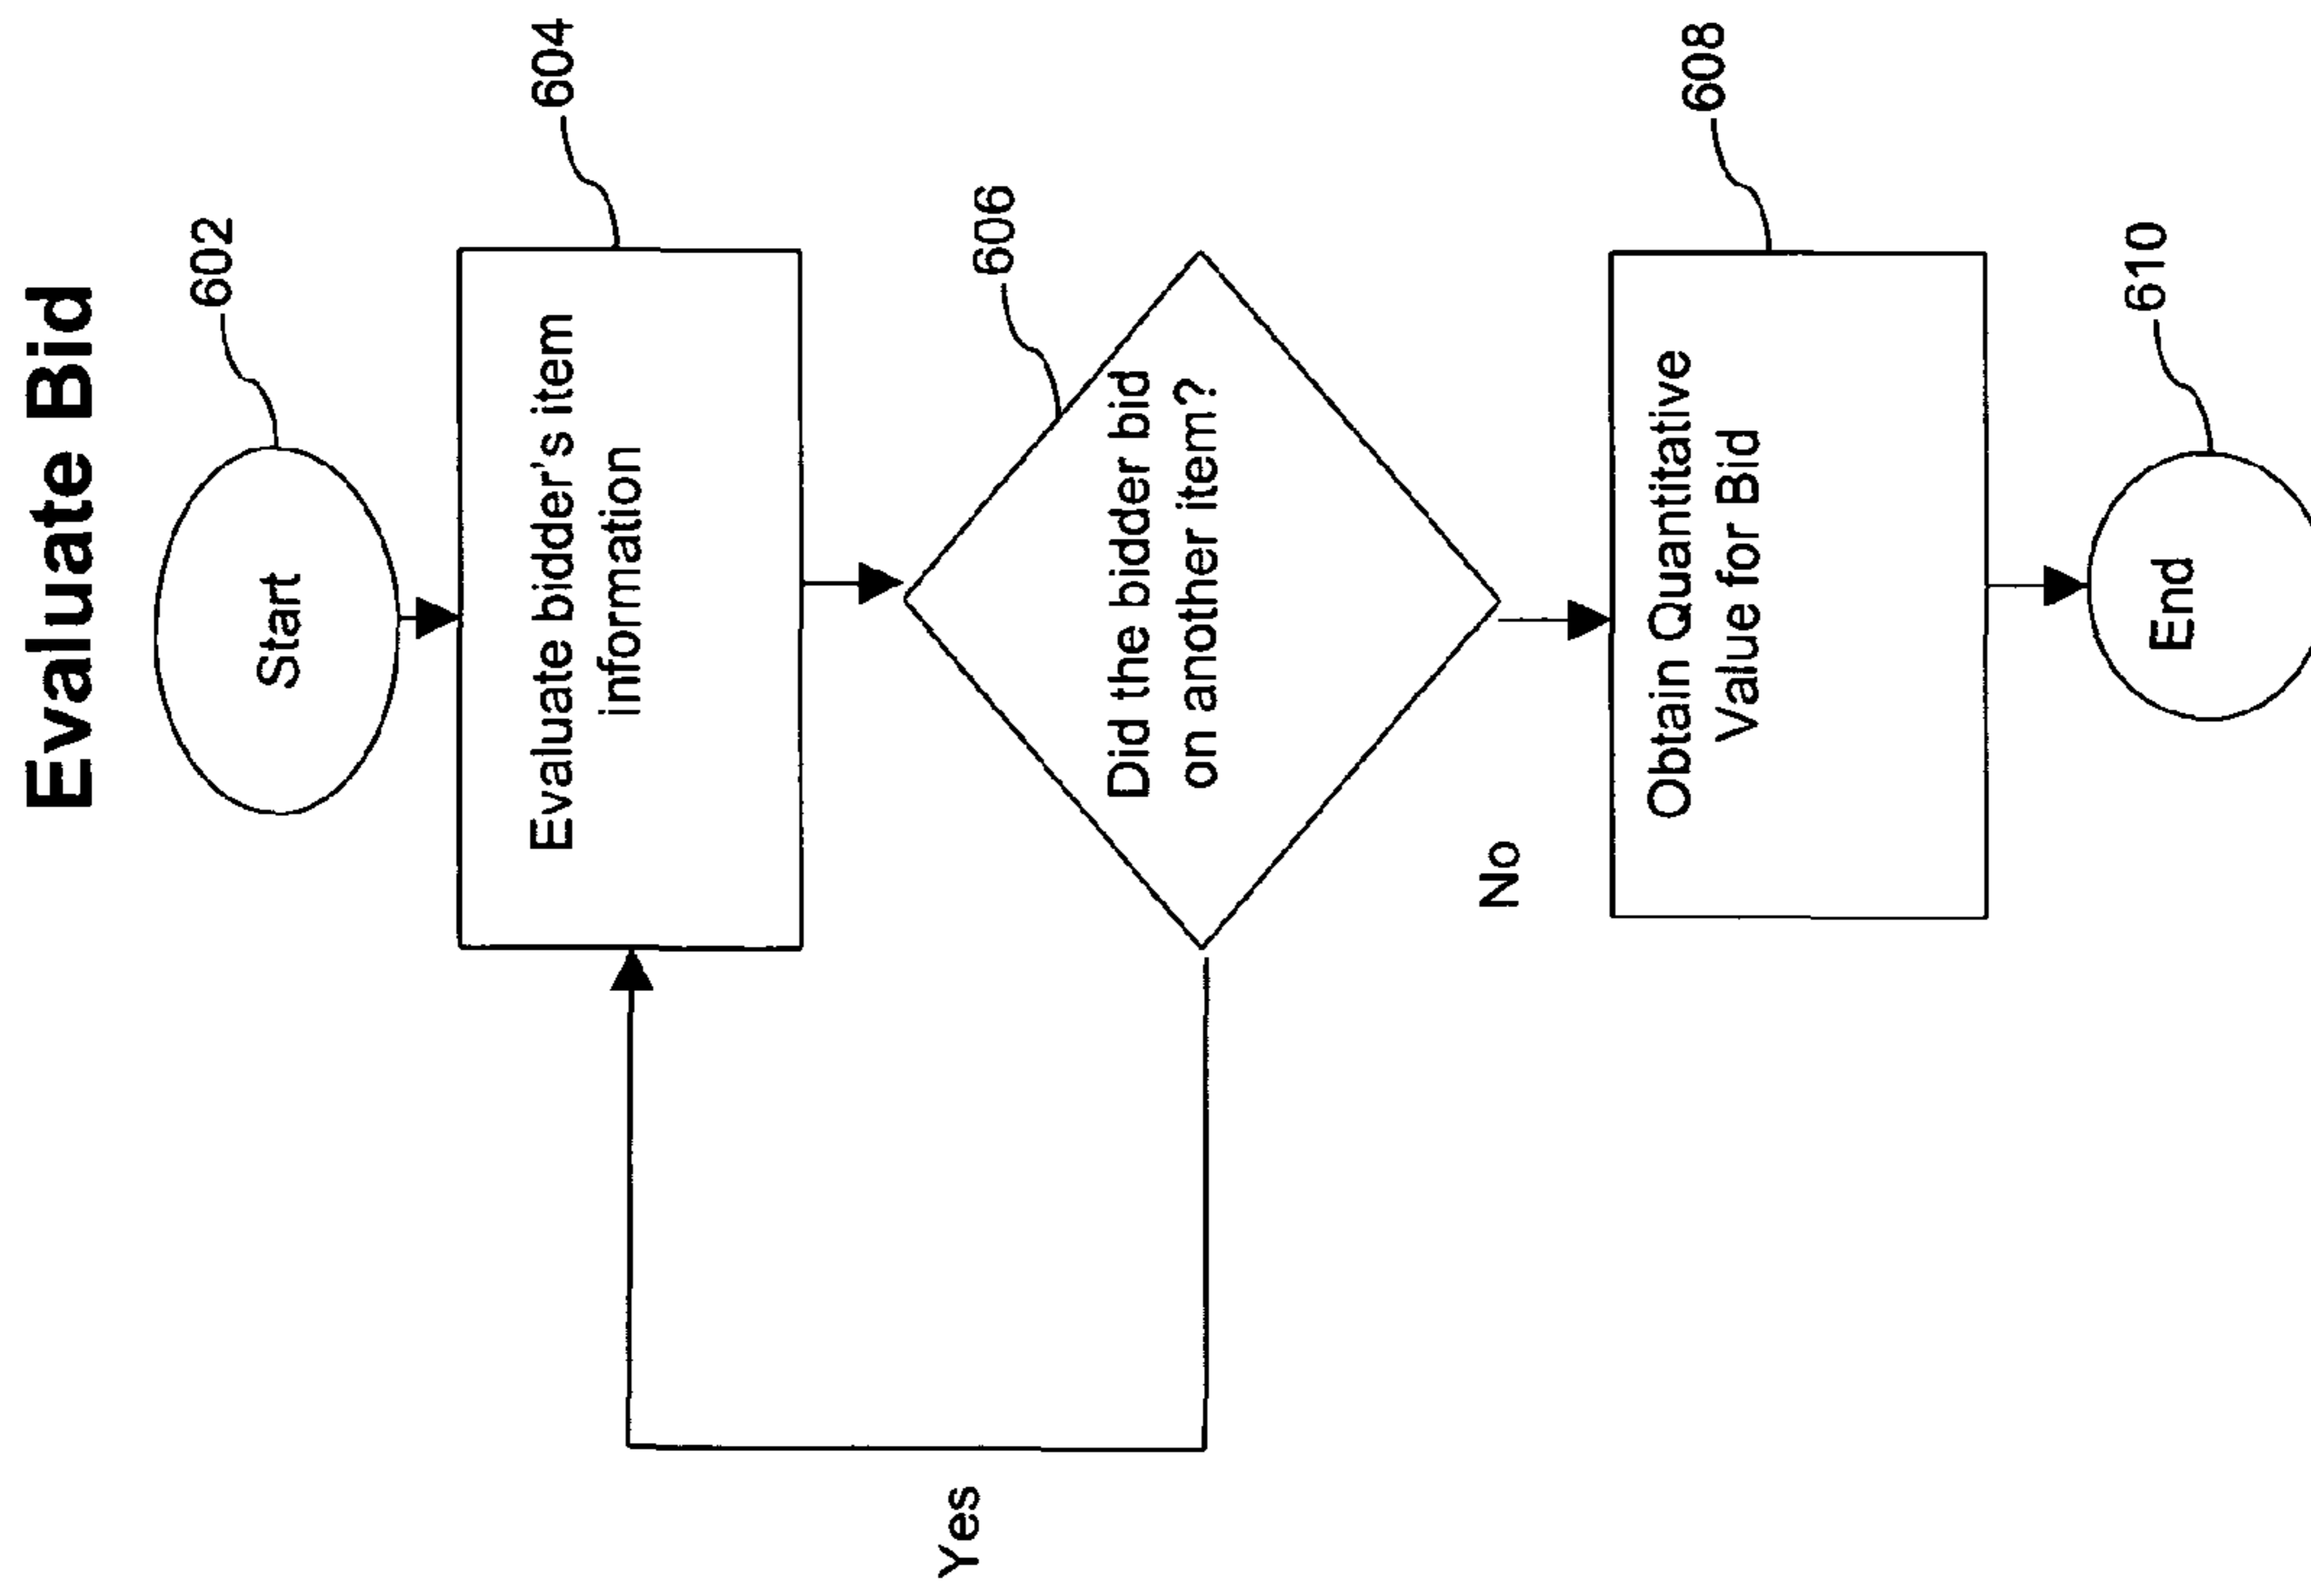 Evaluate Bid
602
Start
604
Evaluate bidder's item
information
606
Did the bidder bid
on another item?
Yes
No
608
Obtain Quantitative
Value for Bid
610
End